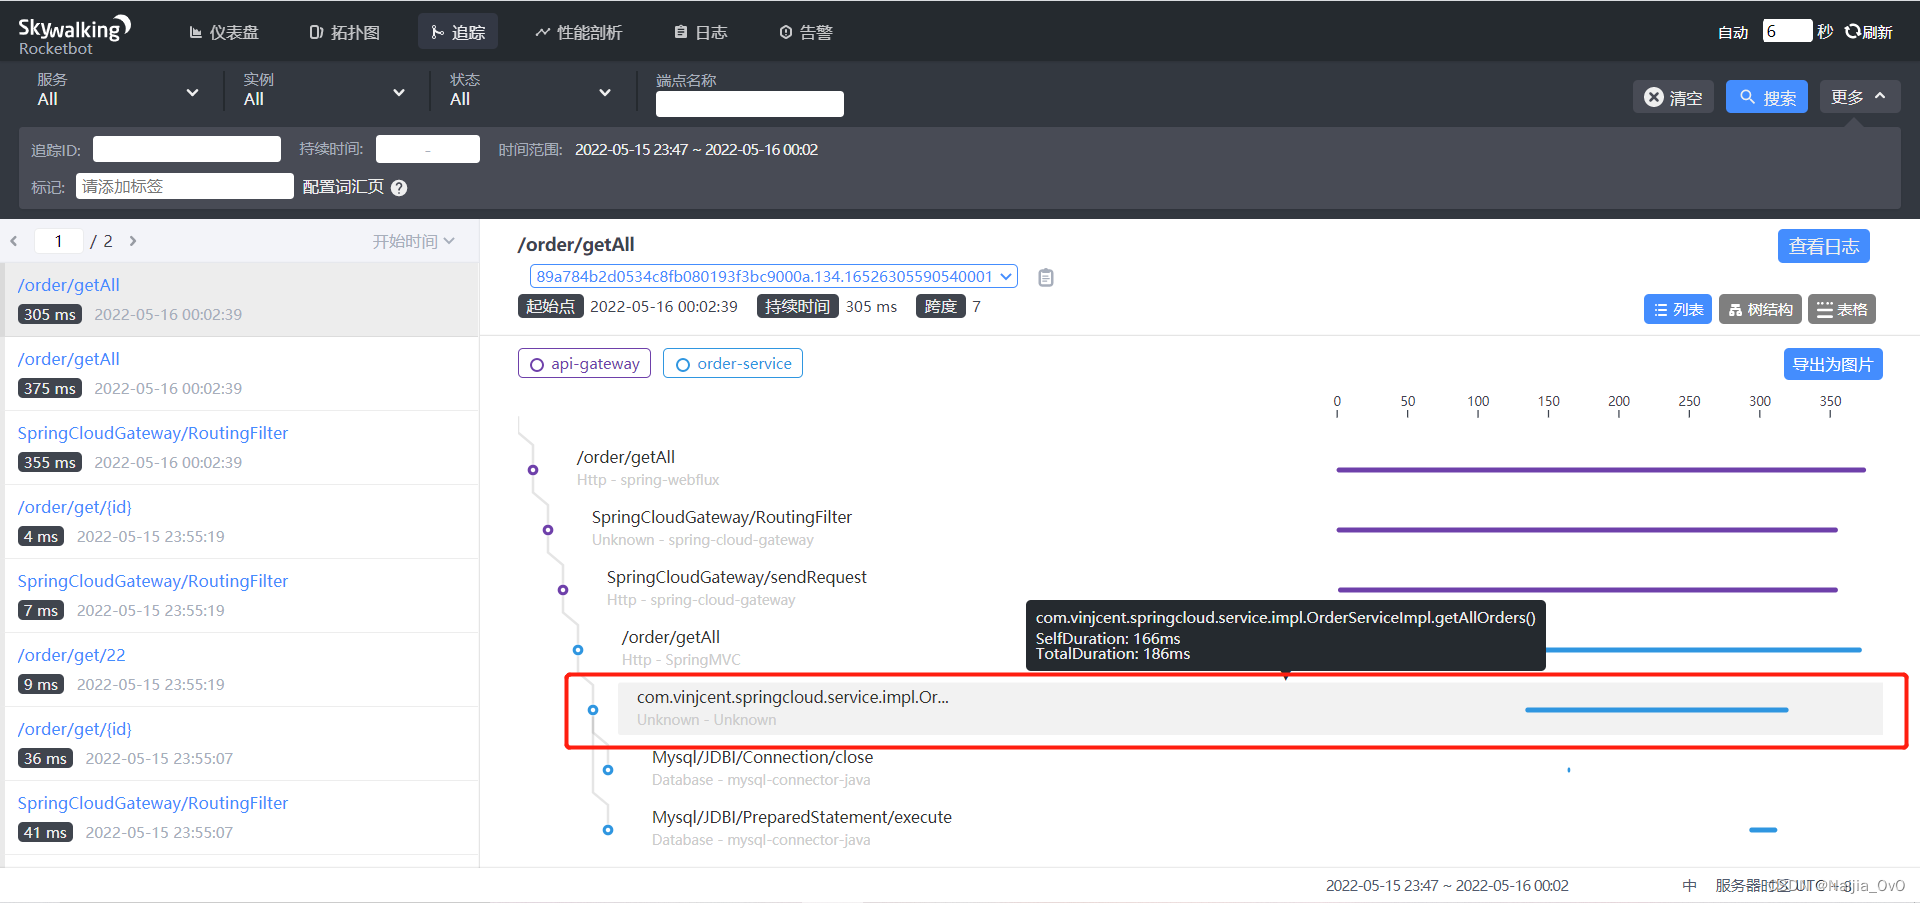 Skywalking
Rocketbot
仪表盘
拓扑图
追踪
性能剖析
日志
告警
自动 6 秒 刷新
服务
All
实例
All
状态
All
端点名称
清空
搜索
更多
追踪ID:
持续时间: -
时间范围: 2022-05-15 23:47 ~ 2022-05-16 00:02
标记: 请添加标签
配置词汇页 ?
1 / 2
开始时间
/order/getAll
305 ms 2022-05-16 00:02:39
/order/getAll
375 ms 2022-05-16 00:02:39
SpringCloudGateway/RoutingFilter
355 ms 2022-05-16 00:02:39
/order/get/{id}
4 ms 2022-05-15 23:55:19
SpringCloudGateway/RoutingFilter
7 ms 2022-05-15 23:55:19
/order/get/22
9 ms 2022-05-15 23:55:19
/order/get/{id}
36 ms 2022-05-15 23:55:07
SpringCloudGateway/RoutingFilter
41 ms 2022-05-15 23:55:07
/order/getAll
查看日志
89a784b2d0534c8fb080193f3bc9000a.134.16526305590540001
起始点 2022-05-16 00:02:39 持续时间 305 ms 跨度 7
列表 树结构 表格
api-gateway order-service
导出为图片
0 50 100 150 200 250 300 350
/order/getAll
Http - spring-webflux
SpringCloudGateway/RoutingFilter
Unknown - spring-cloud-gateway
SpringCloudGateway/sendRequest
Http - spring-cloud-gateway
com.vinjcent.springcloud.service.impl.OrderServiceImpl.getAllOrders()
SelfDuration: 166ms
TotalDuration: 186ms
/order/getAll
Http - SpringMVC
com.vinjcent.springcloud.service.impl.Or...
Unknown - Unknown
Mysql/JDBI/Connection/close
Database - mysql-connector-java
Mysql/JDBI/PreparedStatement/execute
Database - mysql-connector-java
2022-05-15 23:47 ~ 2022-05-16 00:02
中
服务器时区UTC + 8
CSDN @Naijia_OvO